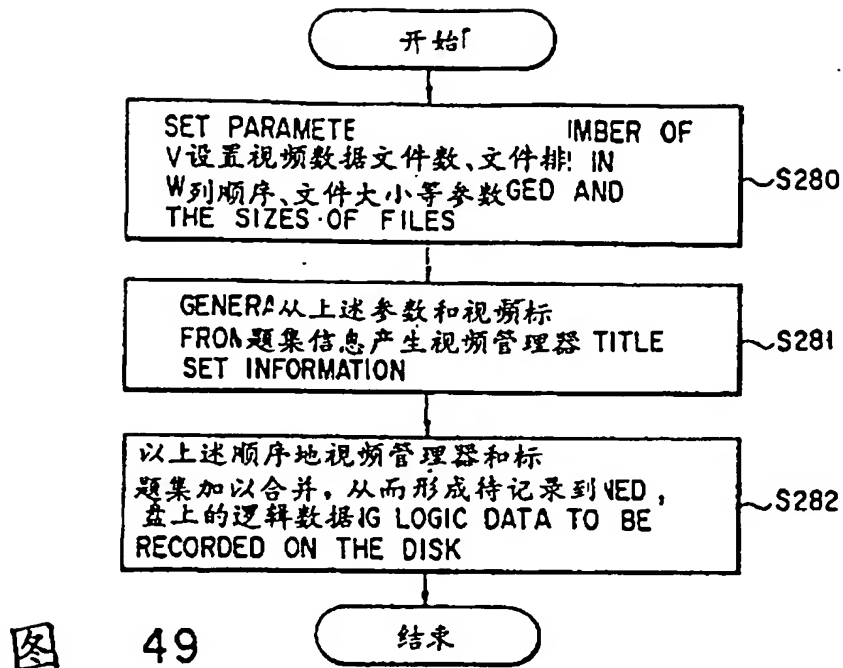 开始
SET PARAMETE IMBER OF
V设置视频数据文件数、文件排! IN
W列顺序、文件大小等参数GED AND
THE SIZES OF FILES
S280
GENERA从上述参数和视频标
FROM题集信息产生视频管理器 TITLE
SET INFORMATION
S281
以上述顺序地视频管理器和标
题集加以合并，从而形成待记录到NED,
盘上的逻辑数据IG LOGIC DATA TO BE
RECORDED ON THE DISK
S282
结束
图 49